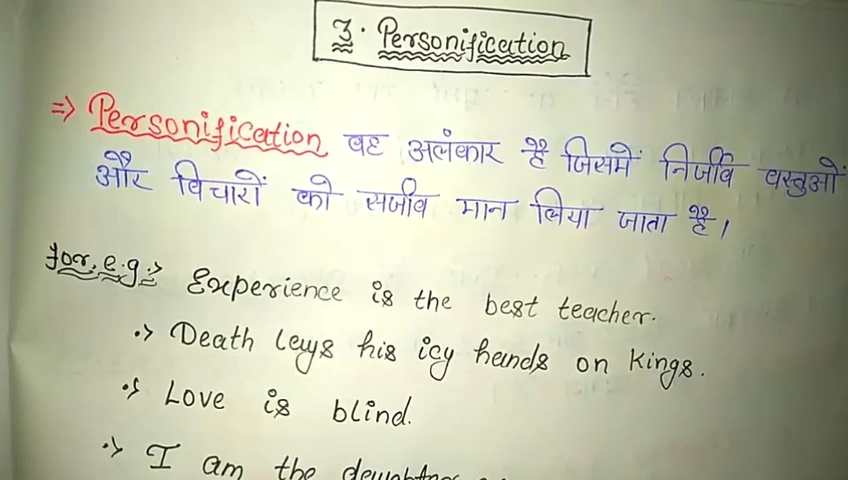 3. Personification
=> Personification वह अलंकार है जिसमें निर्जीव वस्तुओं
और विचारों को सजीव मान लिया जाता है।
for, e.g :> Experience is the best teacher.
•> Death leys his icy hands on Kings.
•> Love is blind.
•> I am the